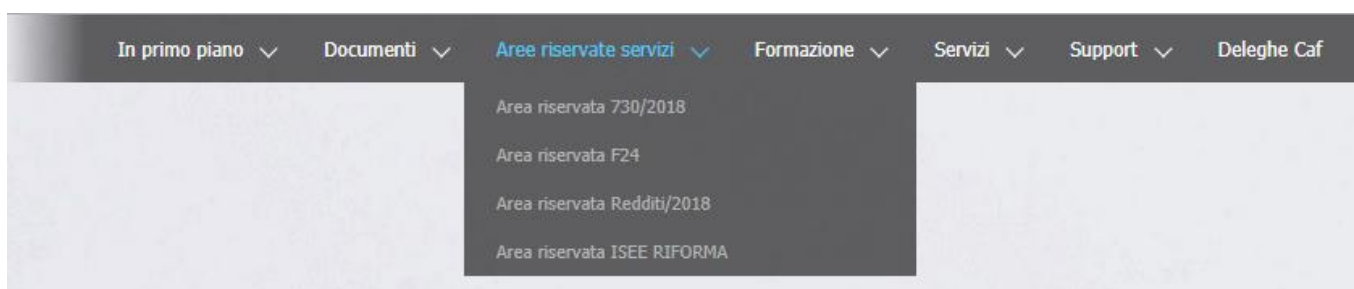 In primo piano Documenti Aree riservate servizi Formazione Servizi Support Deleghe Caf
Area riservata 730/2018
Area riservata F24
Area riservata Redditi/2018
Area riservata ISEE RIFORMA